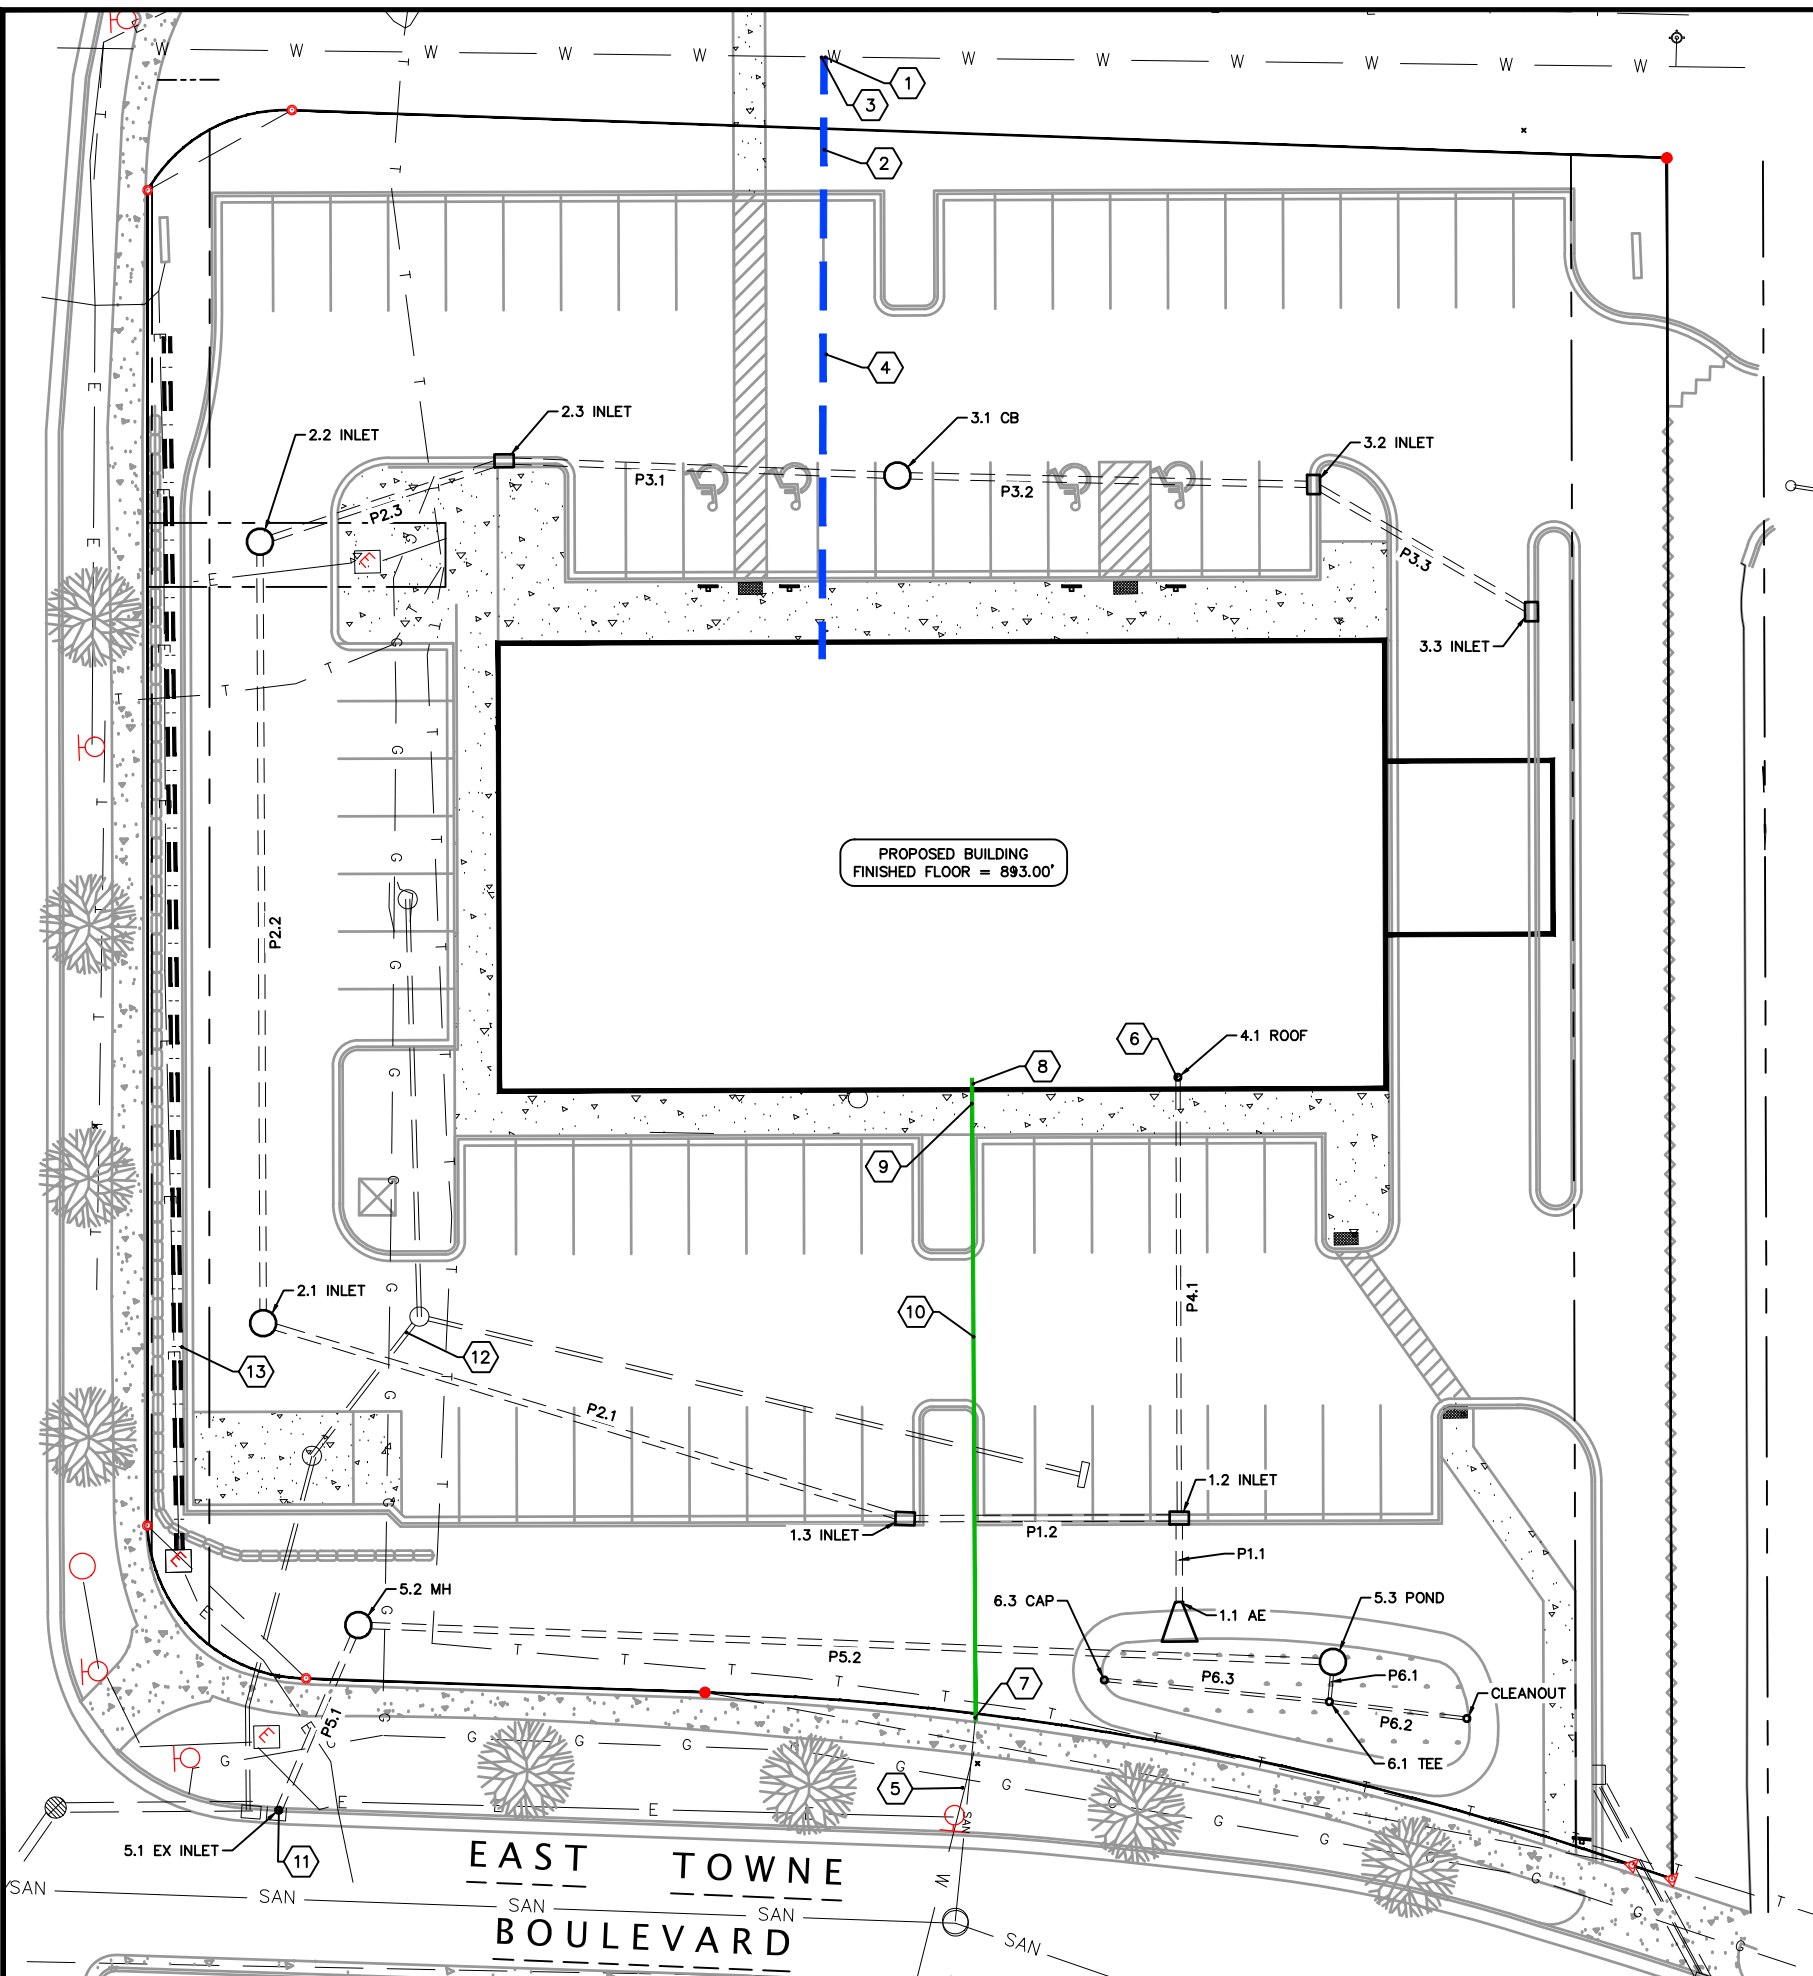 W W W W W W W W W W W W
1
3
2
4
2.3 INLET
2.2 INLET
3.1 CB
3.2 INLET
P3.1
P3.2
P2.3
P3.3
3.3 INLET
E
PROPOSED BUILDING
FINISHED FLOOR = 893.00'
P2.2
6
4.1 ROOF
8
9
10
P4.1
2.1 INLET
12
13
P2.1
1.2 INLET
1.3 INLET
P1.2
P1.1
E
5.2 MH
6.3 CAP
1.1 AE
5.3 POND
P5.2
P6.3
P6.1
7
CLEANOUT
P5.1
P6.2
E
6.1 TEE
5
SAN
5.1 EX INLET
11
EAST TOWNE
W
SAN SAN SAN SAN SAN
BOULEVARD